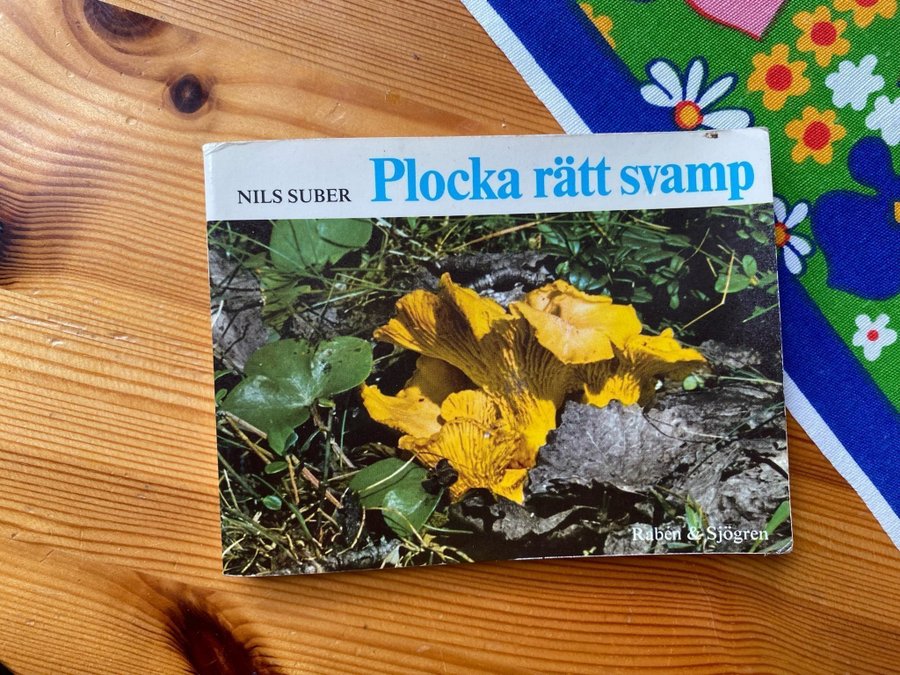 NILS SUBER Plocka rätt svamp
Rabén & Sjögren